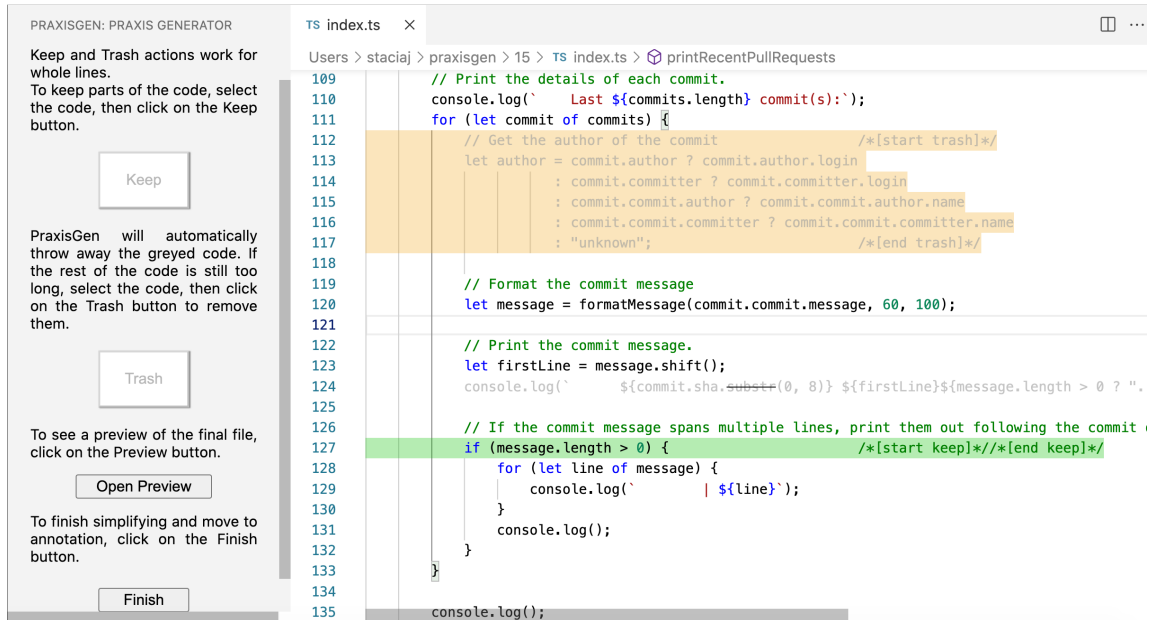 PRAXISGEN: PRAXIS GENERATOR
Keep and Trash actions work for
whole lines.
To keep parts of the code, select
the code, then click on the Keep
button.
Keep
PraxisGen will automatically
throw away the greyed code. If
the rest of the code is still too
long, select the code, then click
on the Trash button to remove
them.
Trash
To see a preview of the final file,
click on the Preview button.
Open Preview
To finish simplifying and move to
annotation, click on the Finish
button.
Finish
TS index.ts ×
Users > staciaj > praxisgen > 15 > TS index.ts > printRecentPullRequests
109 // Print the details of each commit.
110 console.log(`    Last ${commits.length} commit(s):`);
111 for (let commit of commits) {
112 // Get the author of the commit /*[start trash]*/
113 let author = commit.author ? commit.author.login
114 : commit.committer ? commit.committer.login
115 : commit.commit.author ? commit.commit.author.name
116 : commit.commit.committer ? commit.commit.committer.name
117 : "unknown"; /*[end trash]*/
118
119 // Format the commit message
120 let message = formatMessage(commit.commit.message, 60, 100);
121
122 // Print the commit message.
123 let firstLine = message.shift();
124 console.log(`      ${commit.sha.substr(0, 8)} ${firstLine}${message.length > 0 ? ".
125
126 // If the commit message spans multiple lines, print them out following the commit
127 if (message.length > 0) { /*[start keep]*//*[end keep]*/
128 for (let line of message) {
129 console.log(`        | ${line}`);
130 }
131 console.log();
132 }
133 }
134
135 console.log();